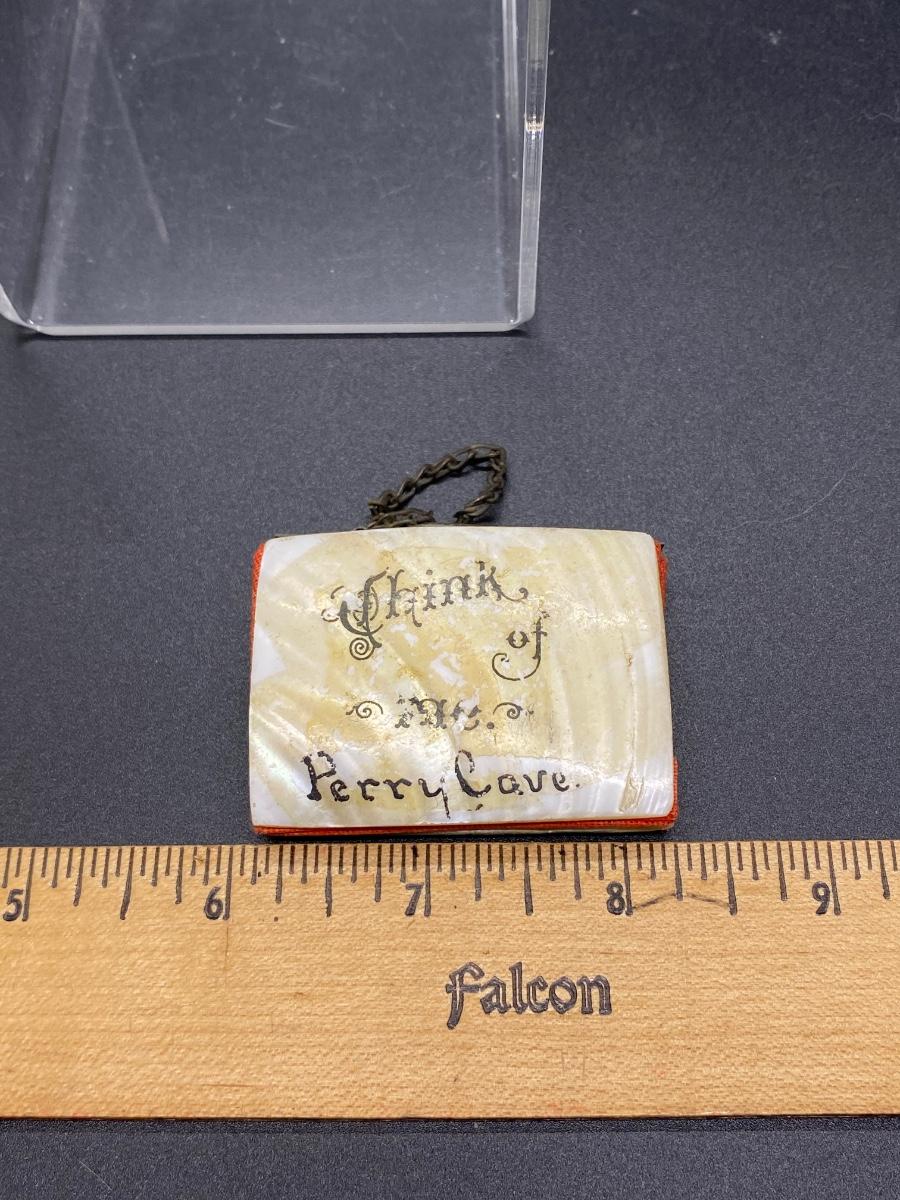 Think
of
Me.
Perry Cave.
5 6 7 8 9
Falcon